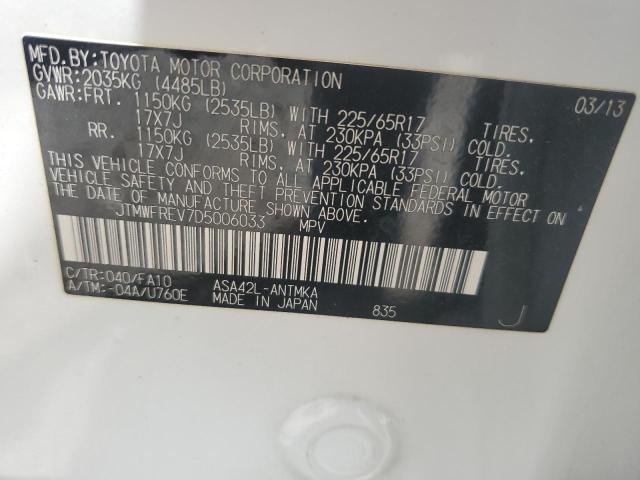 MFD.BY:TOYOTA MOTOR CORPORATION 03/13
GVWR:2035KG (4485LB)
GAWR:FRT. 1150KG (2535LB) WITH 225/65R17 TIRES,
17X7J RIMS, AT 230KPA (33PSI) COLD.
RR. 1150KG (2535LB) WITH 225/65R17 TIRES,
17X7J RIMS, AT 230KPA (33PSI) COLD.
THIS VEHICLE CONFORMS TO ALL APPLICABLE FEDERAL MOTOR
VEHICLE SAFETY AND THEFT PREVENTION STANDARDS IN EFFECT ON
THE DATE OF MANUFACTURE SHOWN ABOVE.
JTMWFREV7D5006033 MPV
C/TR:040/FA10 ASA42L-ANTMKA
A/TM:-04A/U760E MADE IN JAPAN 835 J